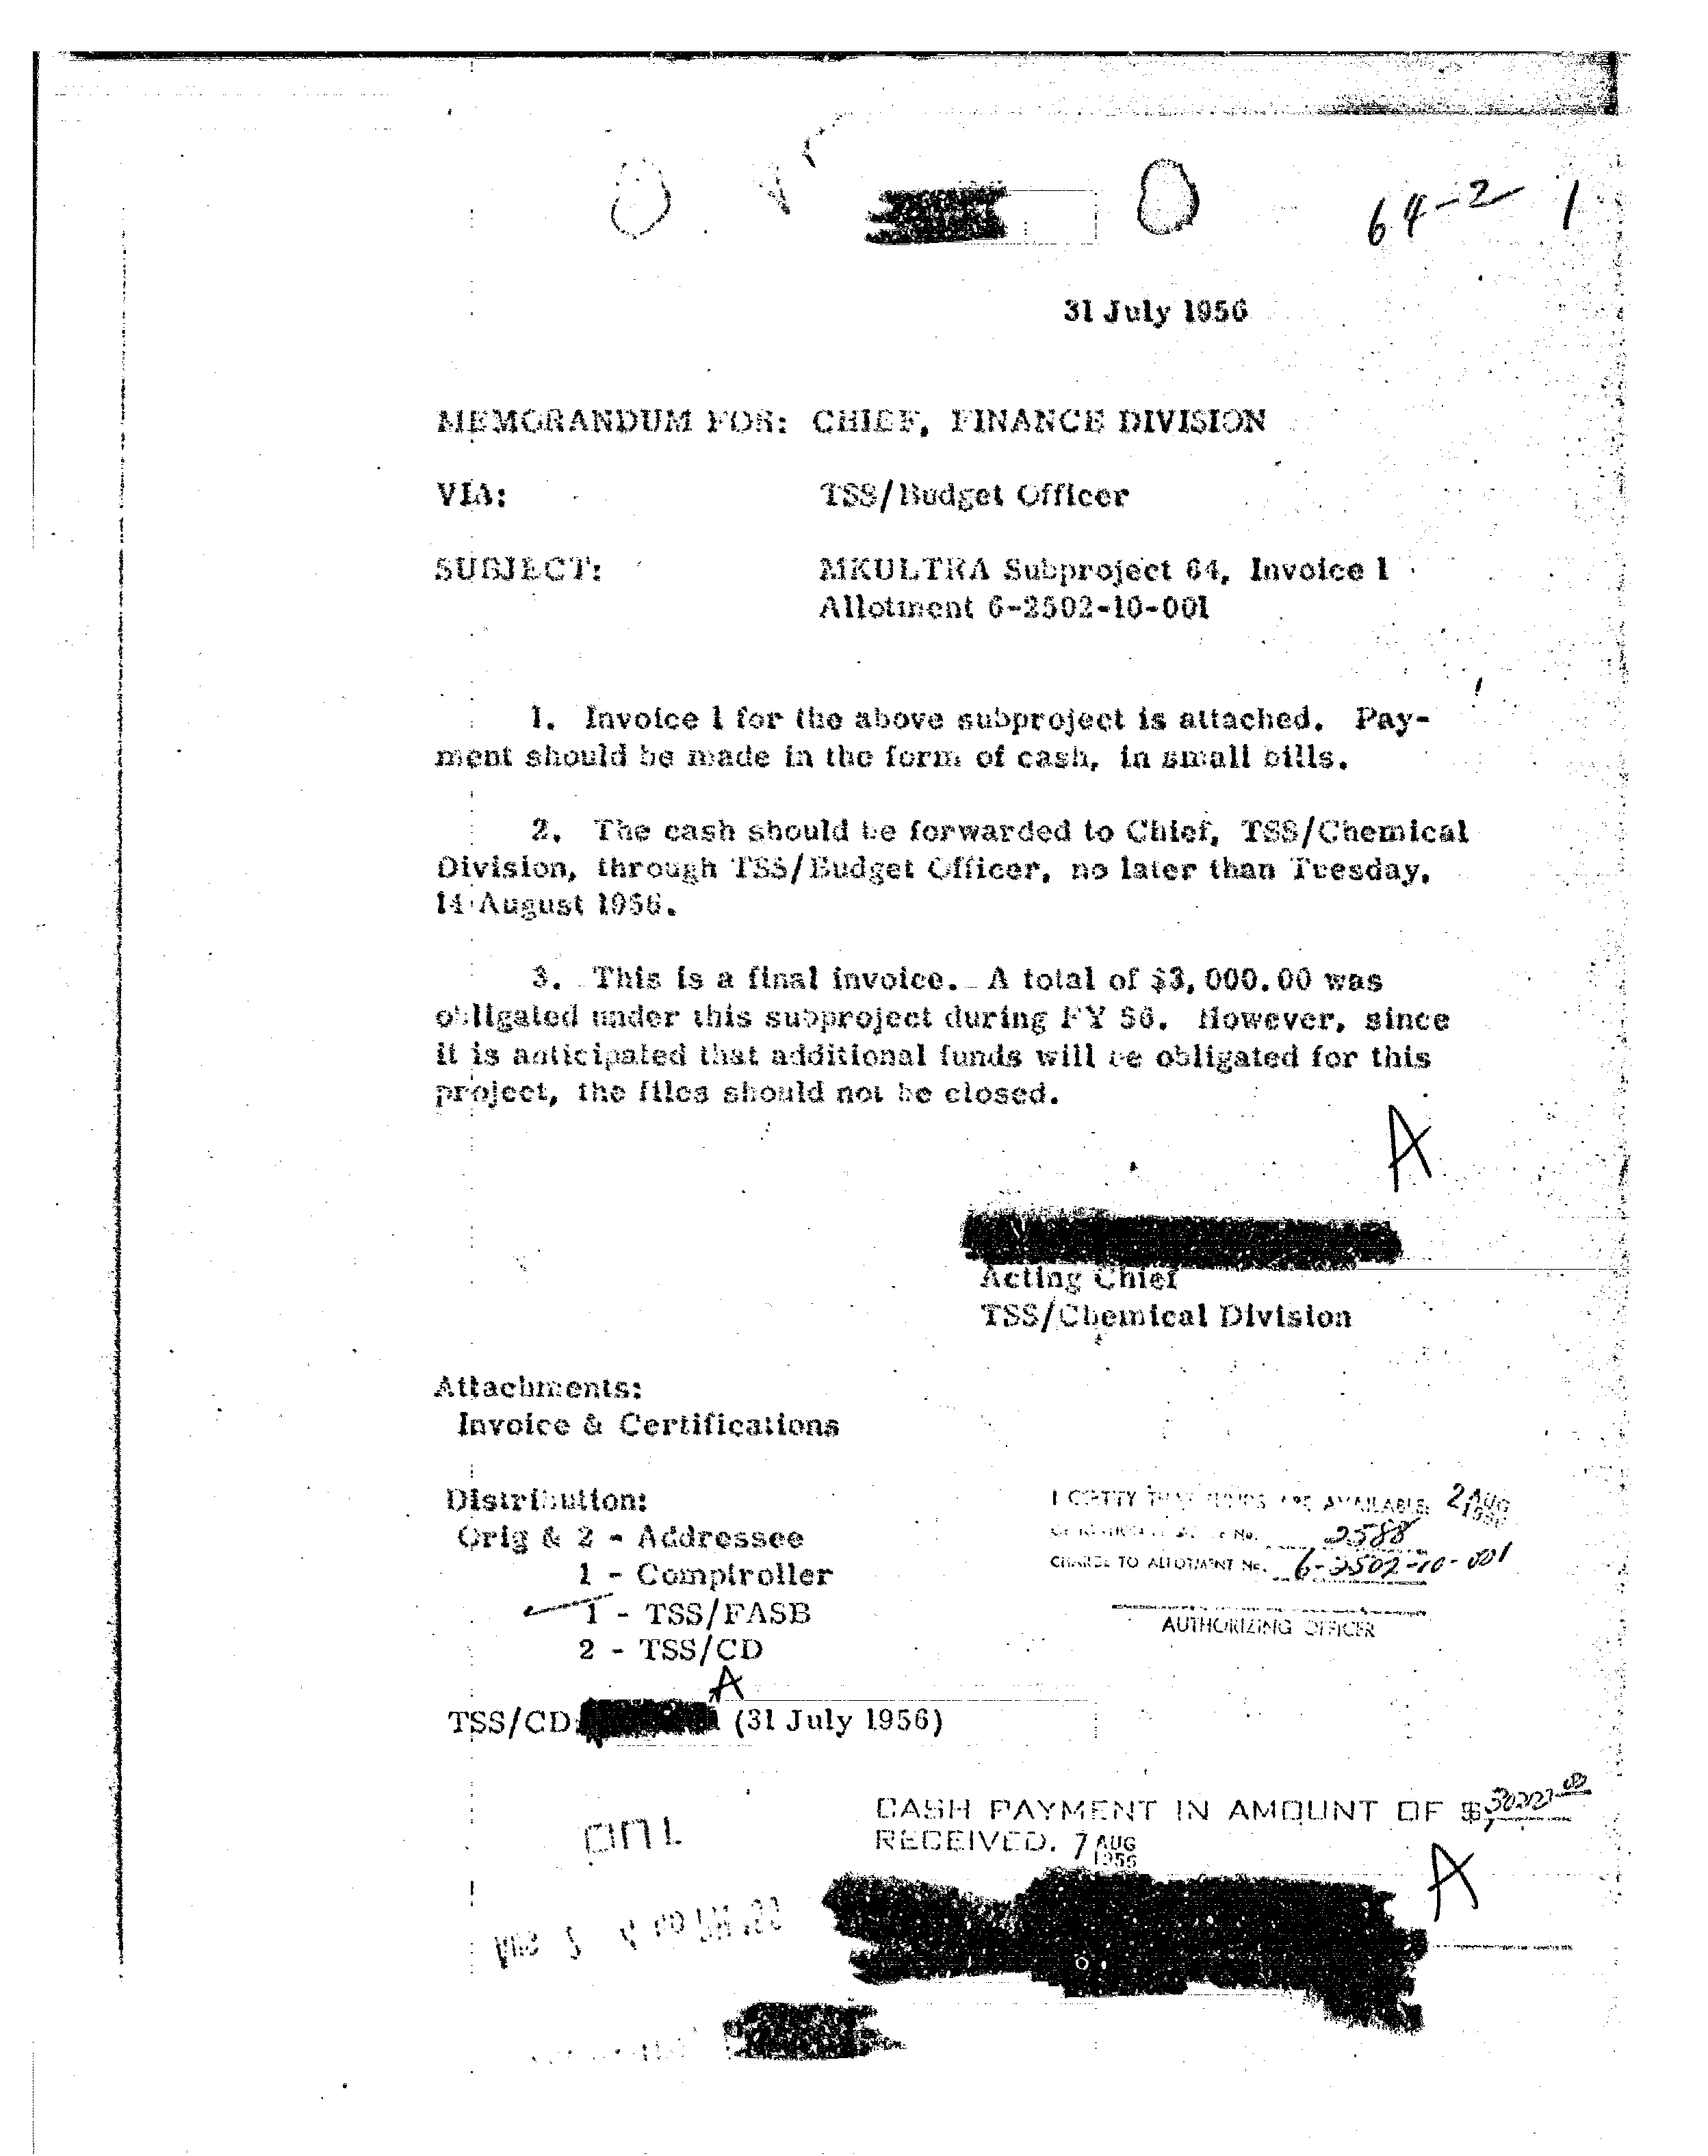 64-2 1
31 July 1956
MEMORANDUM FOR: CHIEF, FINANCE DIVISION
VIA: TSS/Budget Officer
SUBJECT: MKULTRA Subproject 64, Invoice 1
Allotment 6-2502-10-001
1. Invoice 1 for the above subproject is attached. Pay-
ment should be made in the form of cash, in small bills.
2. The cash should be forwarded to Chief, TSS/Chemical
Division, through TSS/Budget Officer, no later than Tuesday,
14 August 1956.
3. This is a final invoice. A total of $3,000.00 was
obligated under this subproject during FY 56. However, since
it is anticipated that additional funds will be obligated for this
project, the files should not be closed.
A
Acting Chief
TSS/Chemical Division
Attachments:
Invoice & Certifications
Distribution:
Orig & 2 - Addressee
1 - Comptroller
1 - TSS/FASB
2 - TSS/CD
I CERTIFY THAT FUNDS ARE AVAILABLE. 2 AUG 1956
No. 2588
CHARGE TO ALLOTMENT No. 6-2502-10-001
AUTHORIZING OFFICER
A
TSS/CD (31 July 1956)
CASH PAYMENT IN AMOUNT OF $
RECEIVED. 7 AUG 1956
A
AUG 2